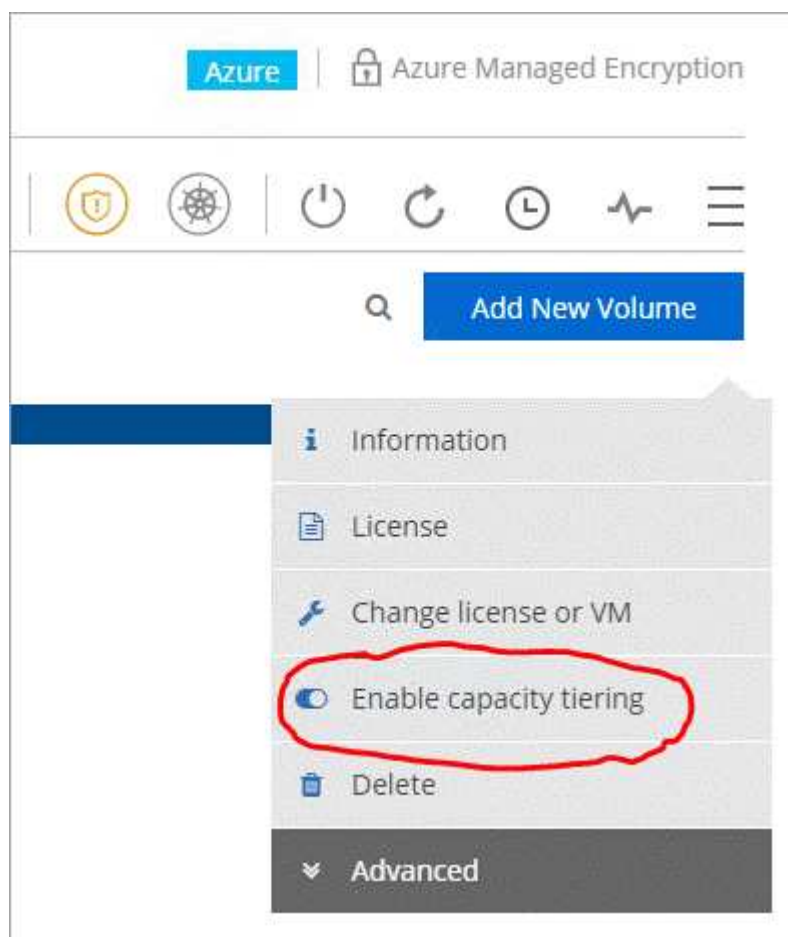 Azure Azure Managed Encryption
Add New Volume
Information
License
Change license or VM
Enable capacity tiering
Delete
Advanced